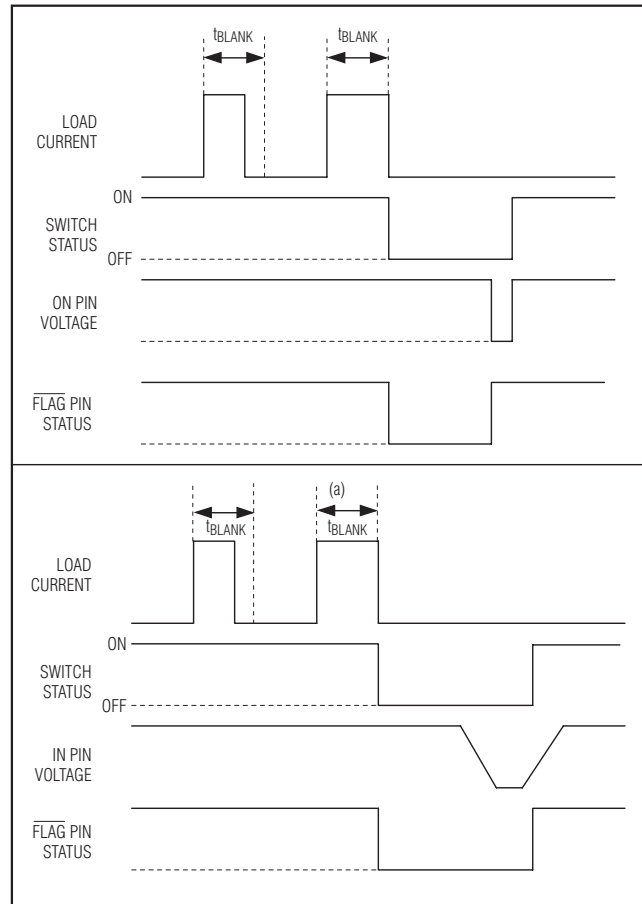 tBLANK tBLANK
LOAD
CURRENT
ON
SWITCH
STATUS
OFF
ON PIN
VOLTAGE
FLAG PIN
STATUS
(a)
tBLANK tBLANK
LOAD
CURRENT
ON
SWITCH
STATUS
OFF
IN PIN
VOLTAGE
FLAG PIN
STATUS